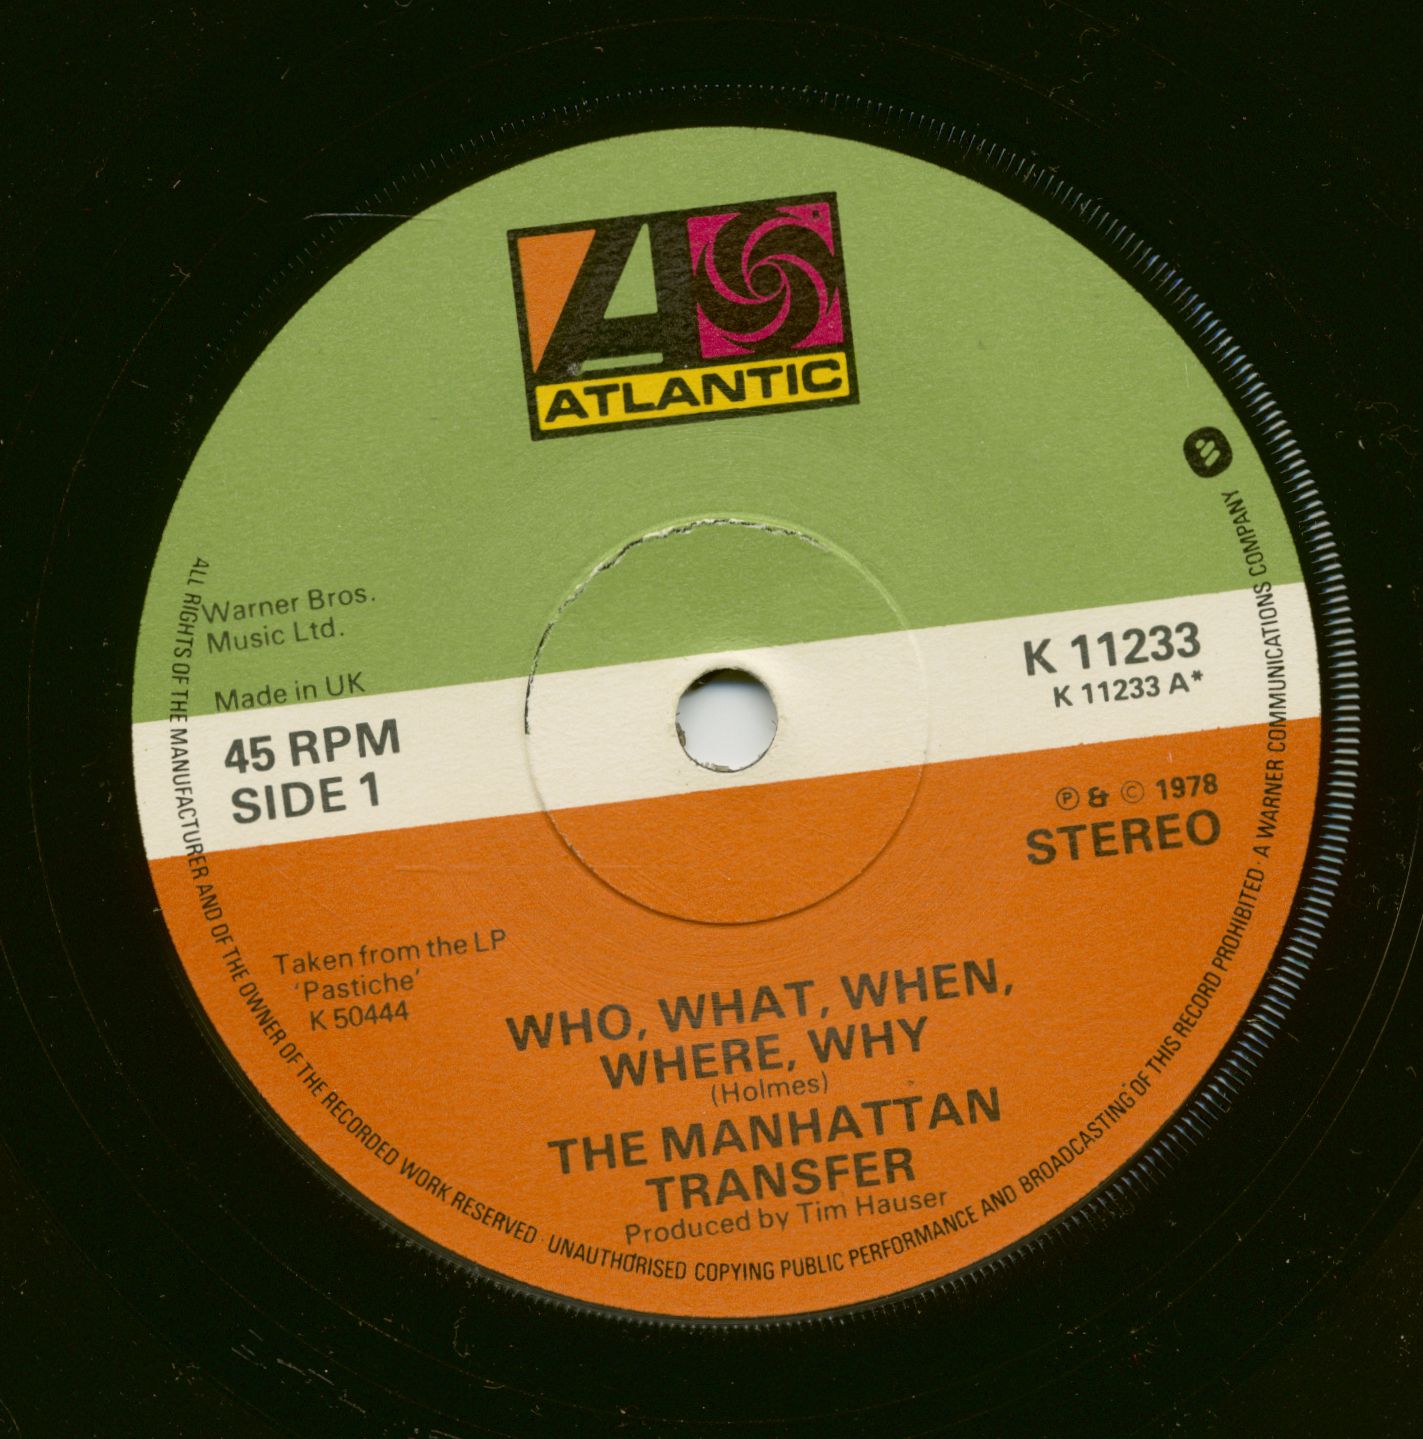 ATLANTIC
Warner Bros.
Music Ltd.
Made in UK
45 RPM
SIDE 1
K 11233
K 11233 A*
℗ & © 1978
STEREO
Taken from the LP
'Pastiche'
K 50444
WHO, WHAT, WHEN,
WHERE, WHY
(Holmes)
THE MANHATTAN
TRANSFER
Produced by Tim Hauser
ALL RIGHTS OF THE MANUFACTURER AND OF THE OWNER OF THE RECORDED WORK RESERVED · UNAUTHORISED COPYING PUBLIC PERFORMANCE AND BROADCASTING OF THIS RECORD PROHIBITED · A WARNER COMMUNICATIONS COMPANY